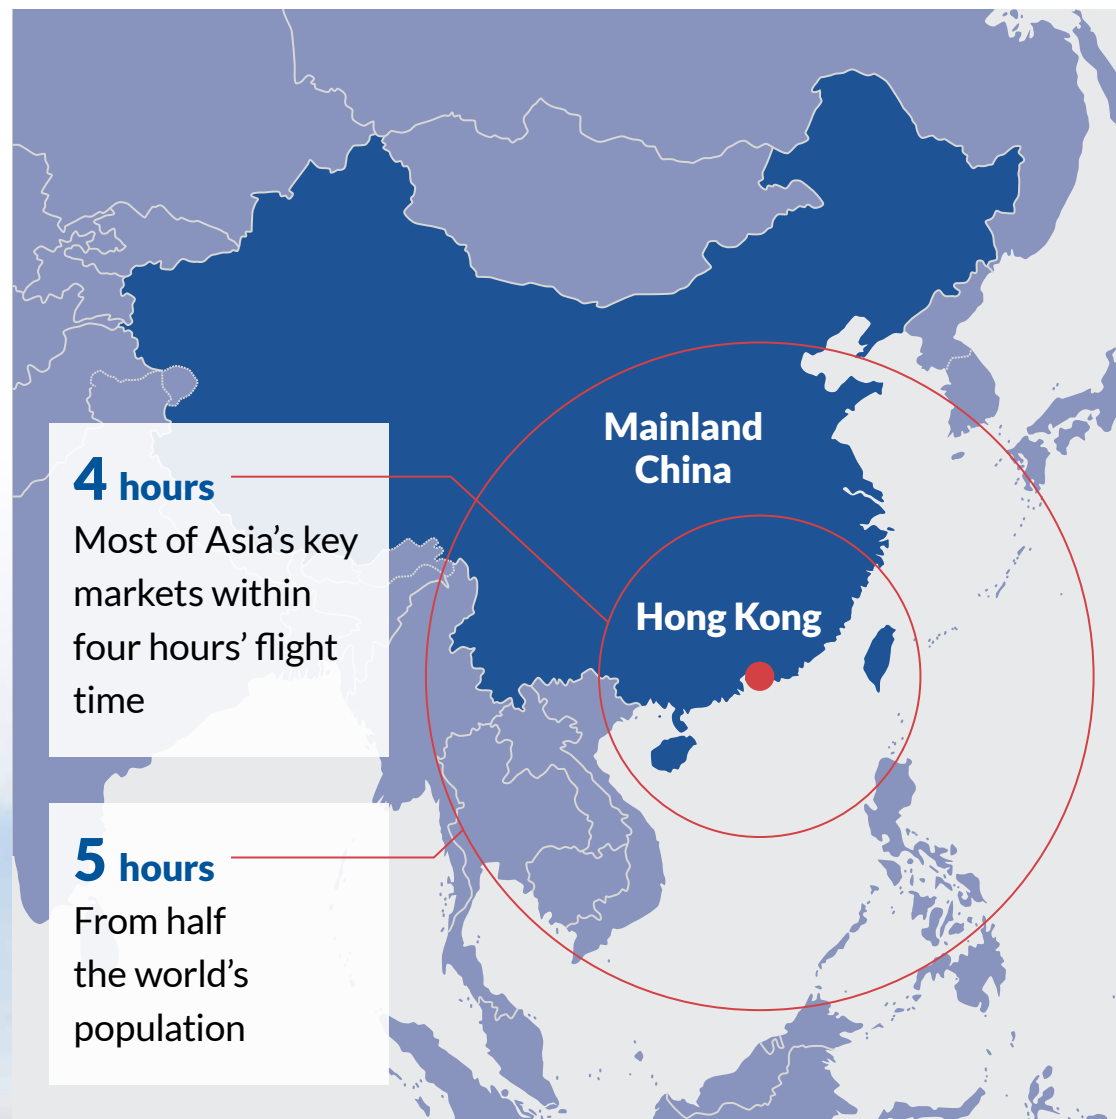 Mainland
China
4 hours
Most of Asia’s key
markets within
four hours’ flight
time
Hong Kong
5 hours
From half
the world’s
population